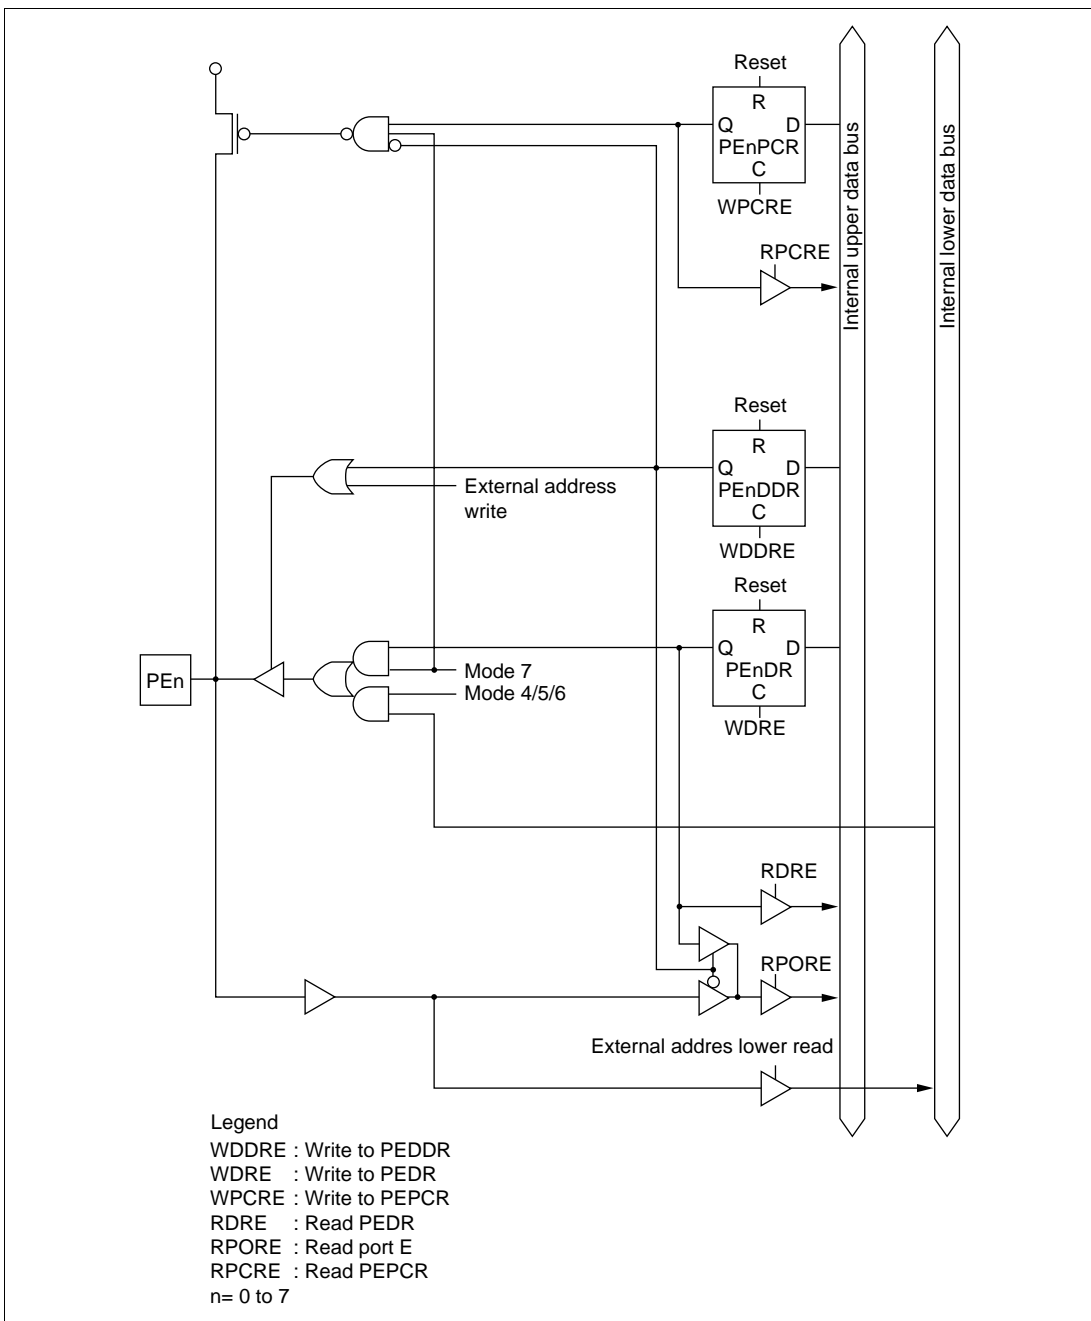 Reset
R
Q D
PEnPCR
C
WPCRE
RPCRE
Internal upper data bus
Internal lower data bus
Reset
R
Q D
PEnDDR
C
WDDRE
External address
write
Reset
R
Q D
PEnDR
C
WDRE
PEn
Mode 7
Mode 4/5/6
RDRE
RPORE
External addres lower read
Legend
WDDRE : Write to PEDDR
WDRE : Write to PEDR
WPCRE : Write to PEPCR
RDRE : Read PEDR
RPORE : Read port E
RPCRE : Read PEPCR
n= 0 to 7